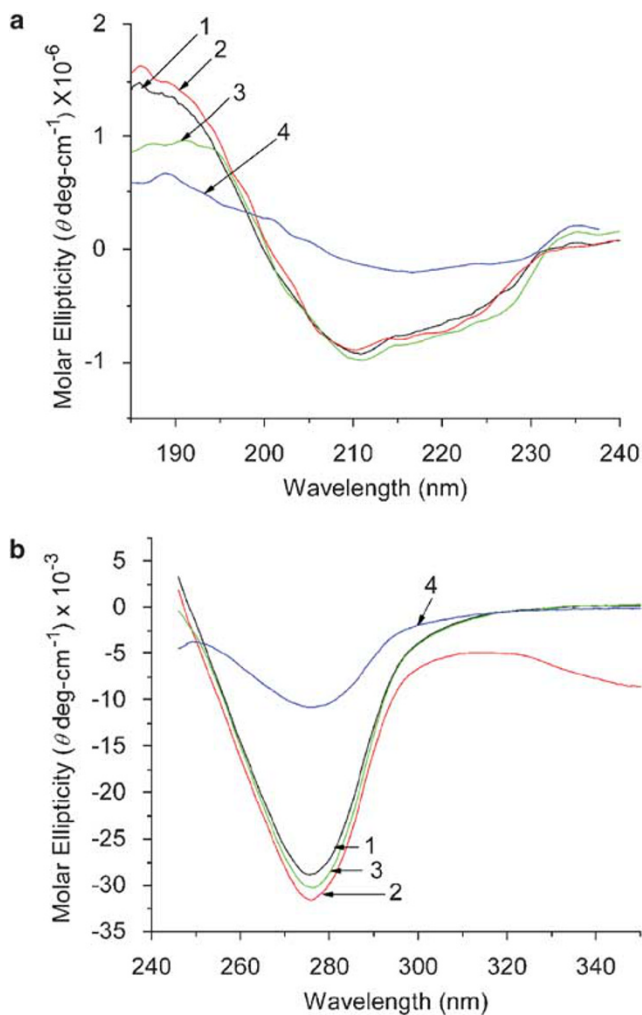 a
Molar Ellipticity (θ deg-cm⁻¹) X 10⁻⁶
2
1
0
-1
1
2
3
4
190 200 210 220 230 240
Wavelength (nm)
b
Molar Ellipticity (θ deg-cm⁻¹) x 10⁻³
5
0
-5
-10
-15
-20
-25
-30
-35
4
1
3
2
240 260 280 300 320 340
Wavelength (nm)